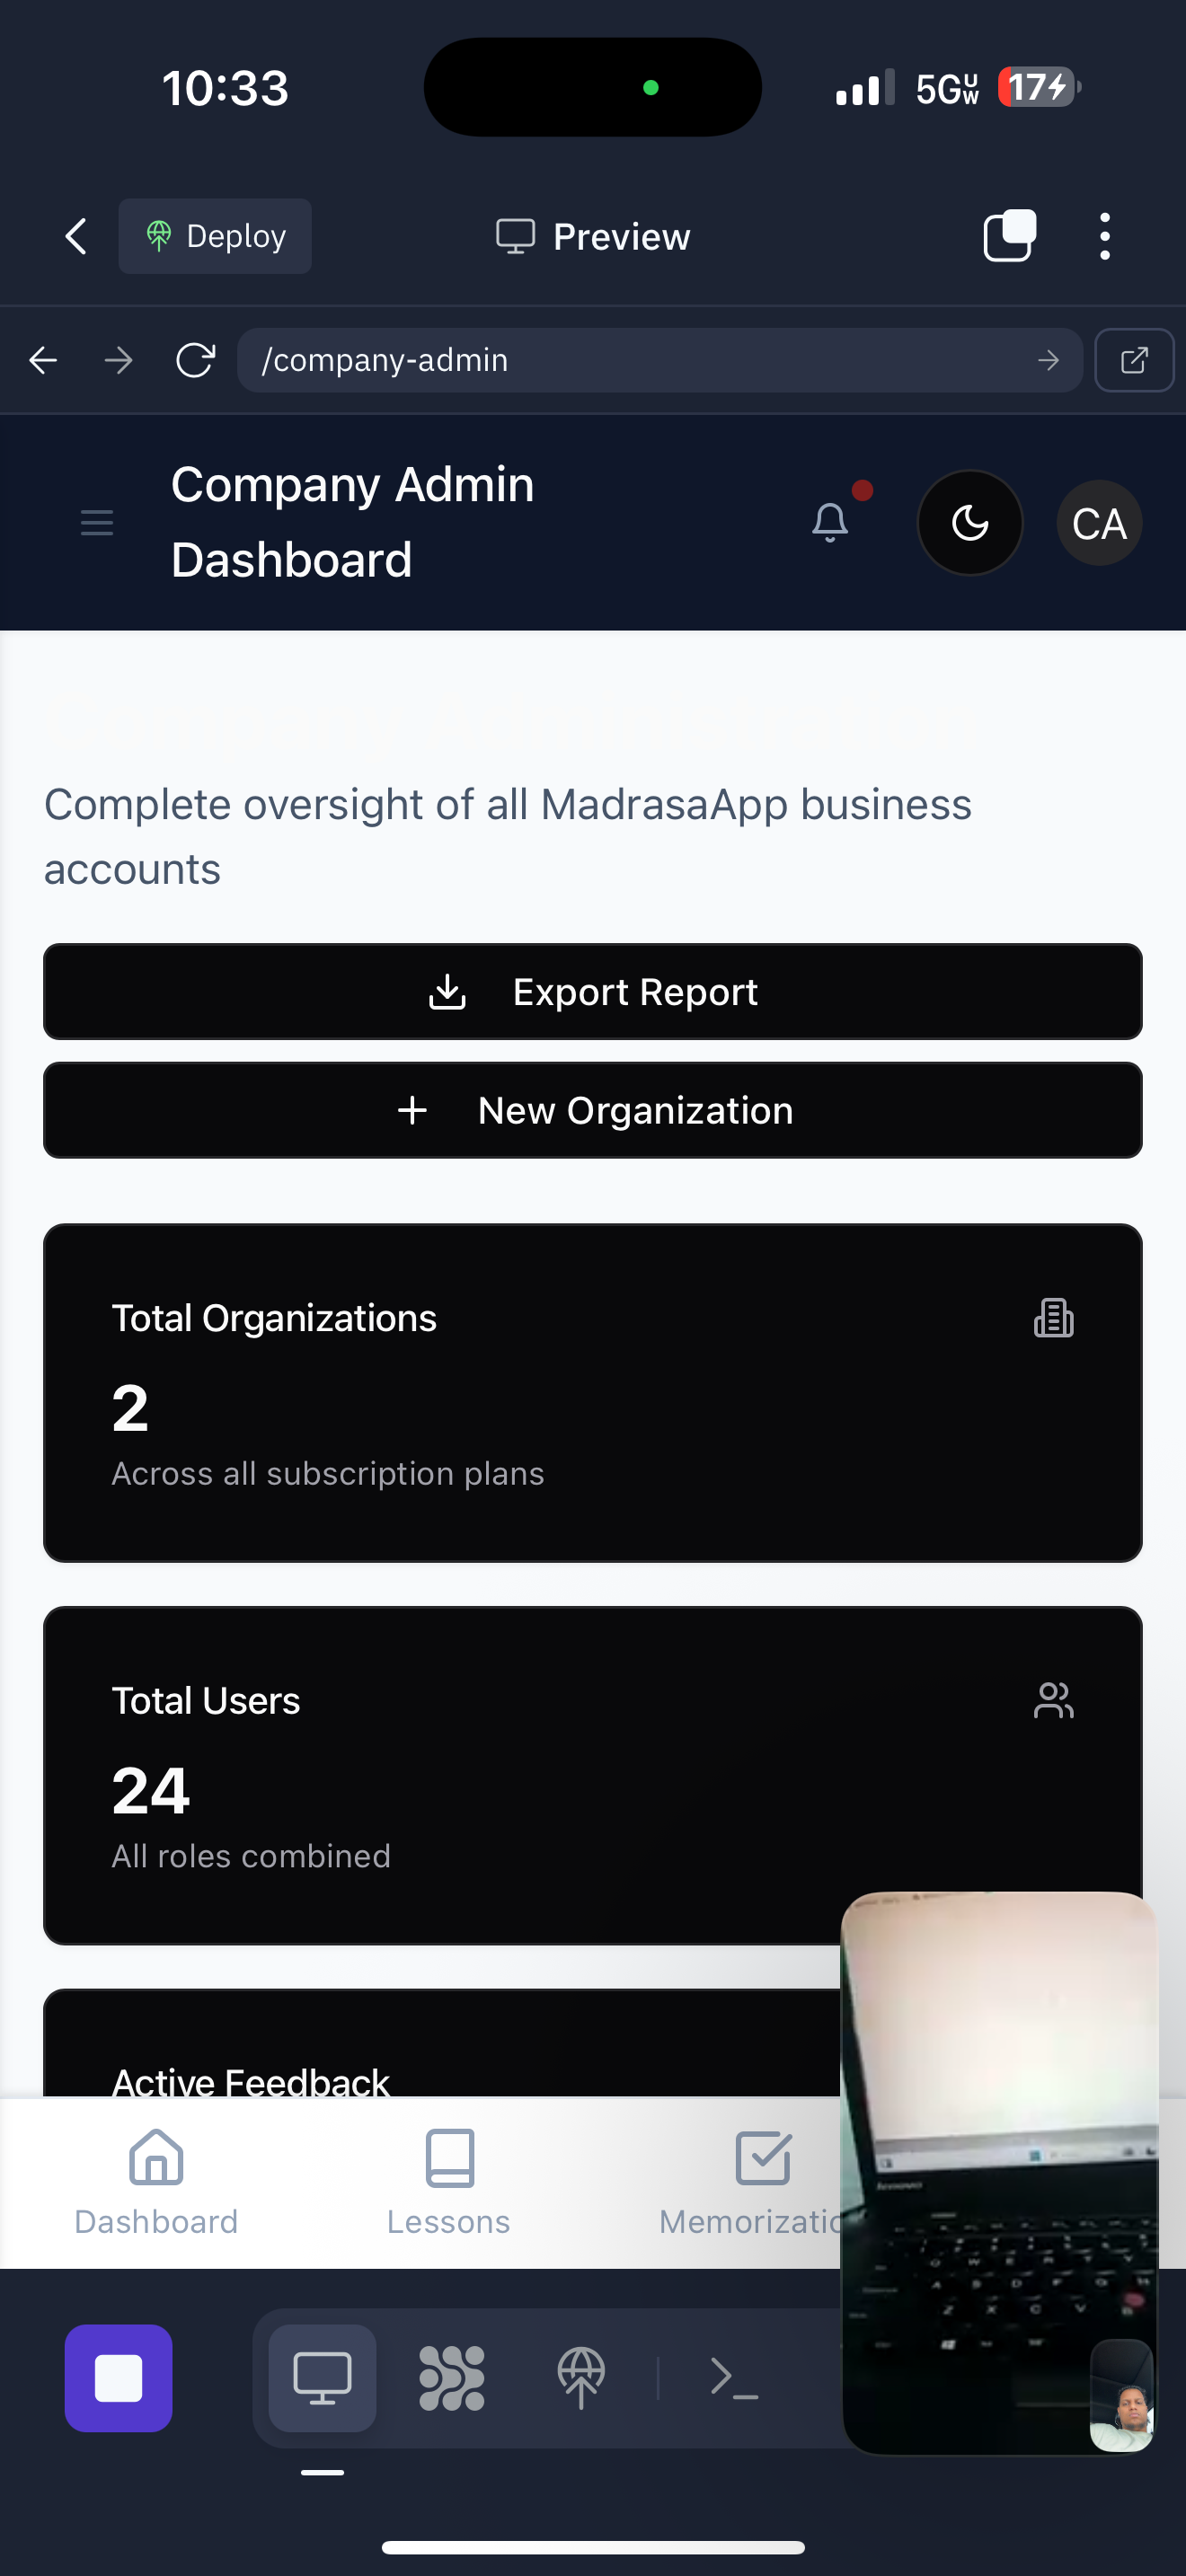 10:33
5G UW
17
Deploy
Preview
/company-admin
Company Admin
Dashboard
CA
Complete oversight of all MadrasaApp business
accounts
Export Report
New Organization
Total Organizations
2
Across all subscription plans
Total Users
24
All roles combined
Active Feedback
Dashboard
Lessons
Memorizatio